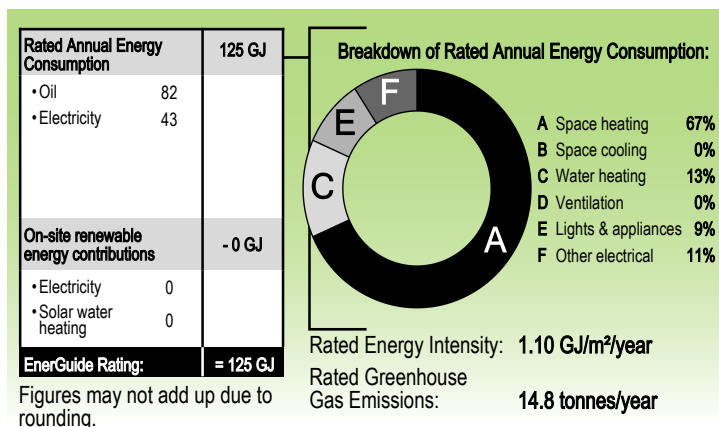 Rated Annual Energy
Consumption
125 GJ
• Oil 82
• Electricity 43
On-site renewable
energy contributions
- 0 GJ
• Electricity 0
• Solar water
heating 0
EnerGuide Rating: = 125 GJ
Figures may not add up due to
rounding.
Breakdown of Rated Annual Energy Consumption:
F
E
C
A
A Space heating 67%
B Space cooling 0%
C Water heating 13%
D Ventilation 0%
E Lights & appliances 9%
F Other electrical 11%
Rated Energy Intensity: 1.10 GJ/m²/year
Rated Greenhouse
Gas Emissions: 14.8 tonnes/year